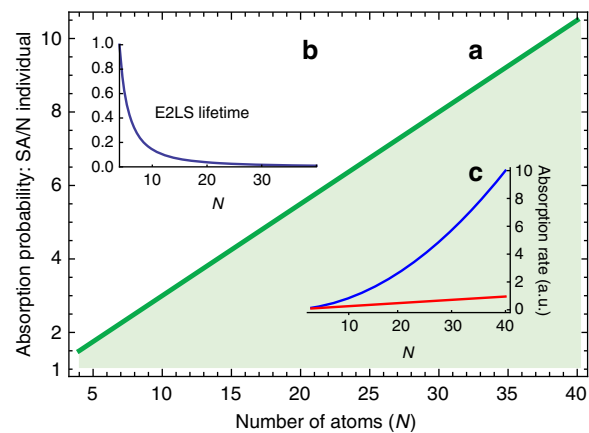 Absorption probability: SA/N individual
10
8
6
4
2
1
5 10 15 20 25 30 35 40
Number of atoms (N)
a
b
1.0
0.8
0.6
0.4
0.2
0.0
E2LS lifetime
10 20 30
N
c
Absorption rate (a.u.)
10
8
6
4
2
0
10 20 30 40
N